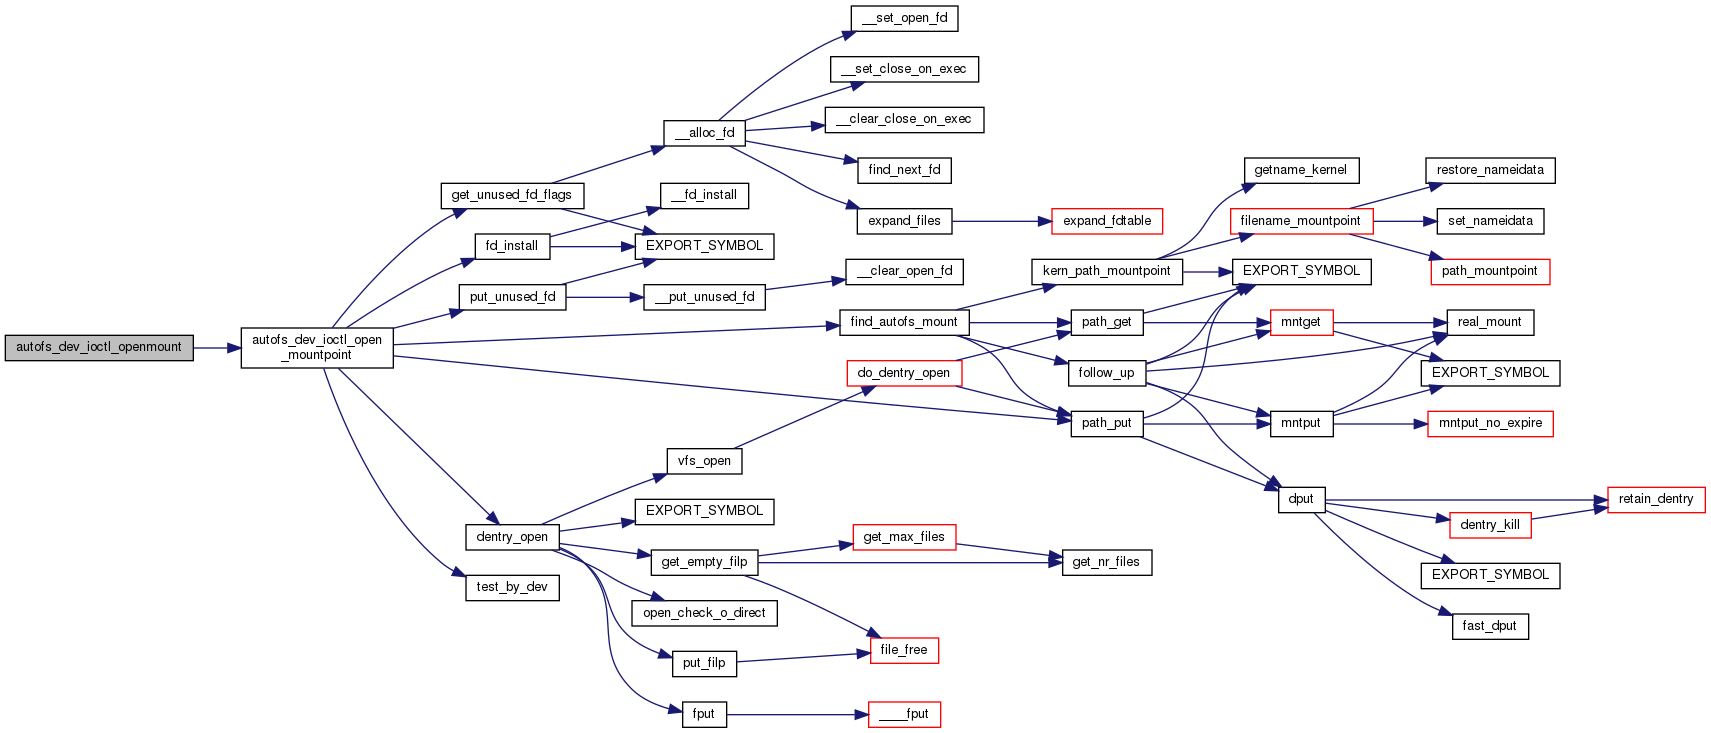 autofs_dev_ioctl_openmount
autofs_dev_ioctl_open
_mountpoint
get_unused_fd_flags
fd_install
put_unused_fd
dentry_open
test_by_dev
__alloc_fd
__fd_install
EXPORT_SYMBOL
__put_unused_fd
vfs_open
EXPORT_SYMBOL
get_empty_filp
open_check_o_direct
put_filp
fput
__set_open_fd
__set_close_on_exec
__clear_close_on_exec
find_next_fd
expand_files
__clear_open_fd
find_autofs_mount
do_dentry_open
get_max_files
file_free
____fput
expand_fdtable
kern_path_mountpoint
path_get
follow_up
path_put
get_nr_files
getname_kernel
filename_mountpoint
EXPORT_SYMBOL
mntget
mntput
dput
restore_nameidata
set_nameidata
path_mountpoint
real_mount
EXPORT_SYMBOL
mntput_no_expire
dentry_kill
EXPORT_SYMBOL
fast_dput
retain_dentry